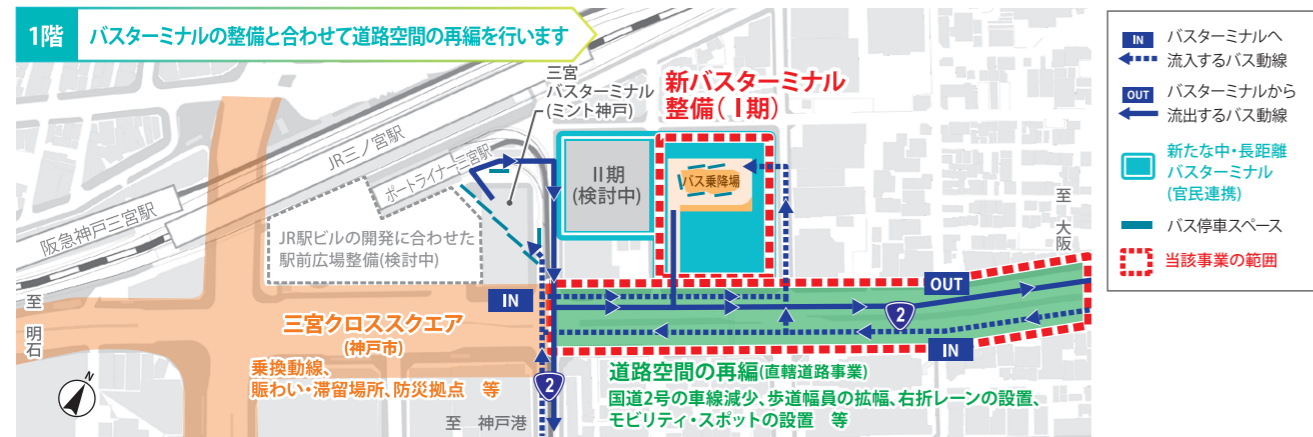 1階 バスターミナルの整備と合わせて道路空間の再編を行います
三宮
バスターミナル
(ミント神戸)
新バスターミナル
整備(Ⅰ期)
JR三ノ宮駅
ポートライナー三宮駅
阪急神戸三宮駅
Ⅱ期
(検討中)
バス乗降場
JR駅ビルの開発に合わせた
駅前広場整備(検討中)
至 大阪
至 明石
IN
OUT
2
IN
三宮クロススクエア
(神戸市)
乗換動線、
賑わい・滞留場所、防災拠点 等
2
道路空間の再編(直轄道路事業)
国道2号の車線減少、歩道幅員の拡幅、右折レーンの設置、
モビリティ・スポットの設置 等
至 神戸港
N
IN バスターミナルへ
流入するバス動線
OUT バスターミナルから
流出するバス動線
新たな中・長距離
バスターミナル
(官民連携)
バス停車スペース
当該事業の範囲